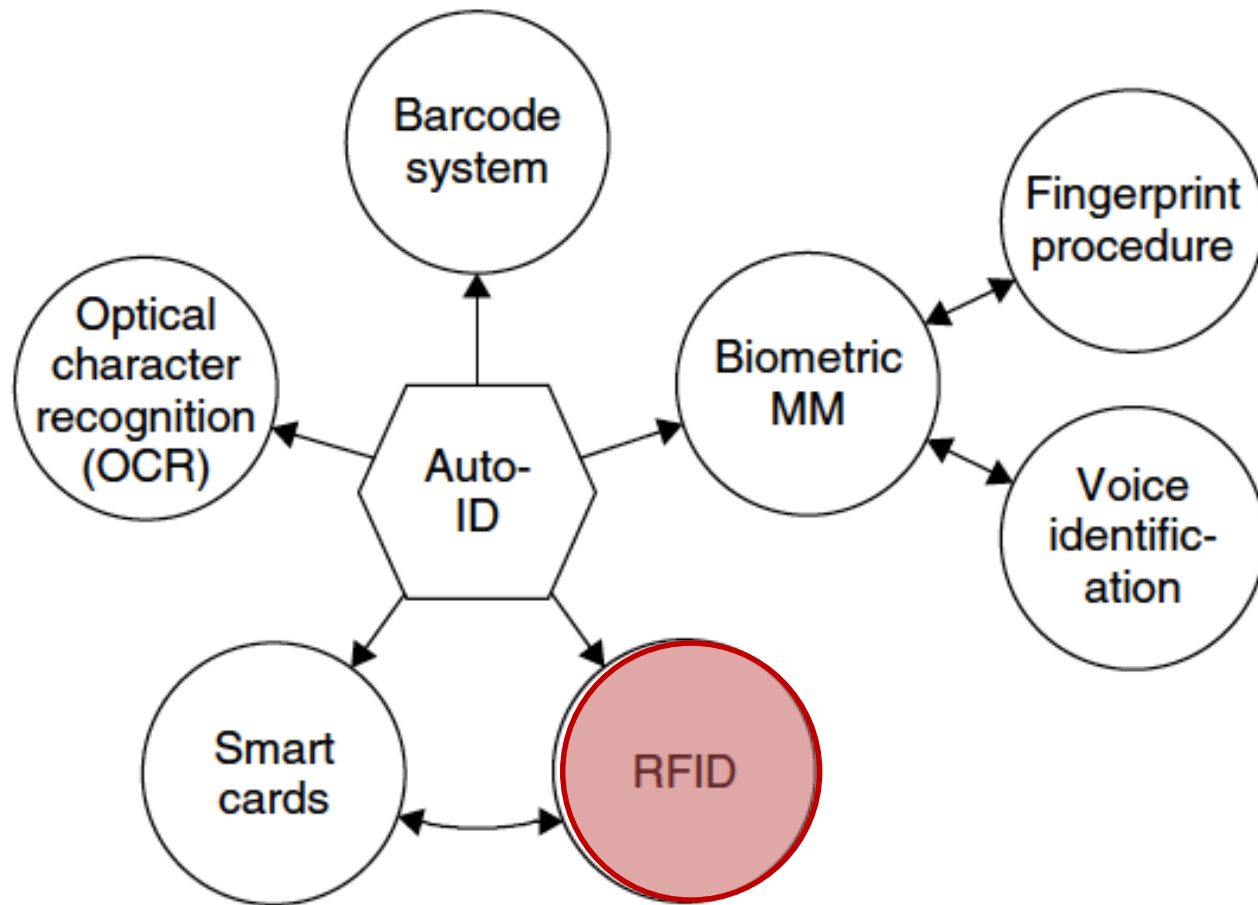 Barcode
system
Fingerprint
procedure
Optical
character
recognition
(OCR)
Biometric
MM
Auto-
ID
Voice
identific-
ation
Smart
cards
RFID